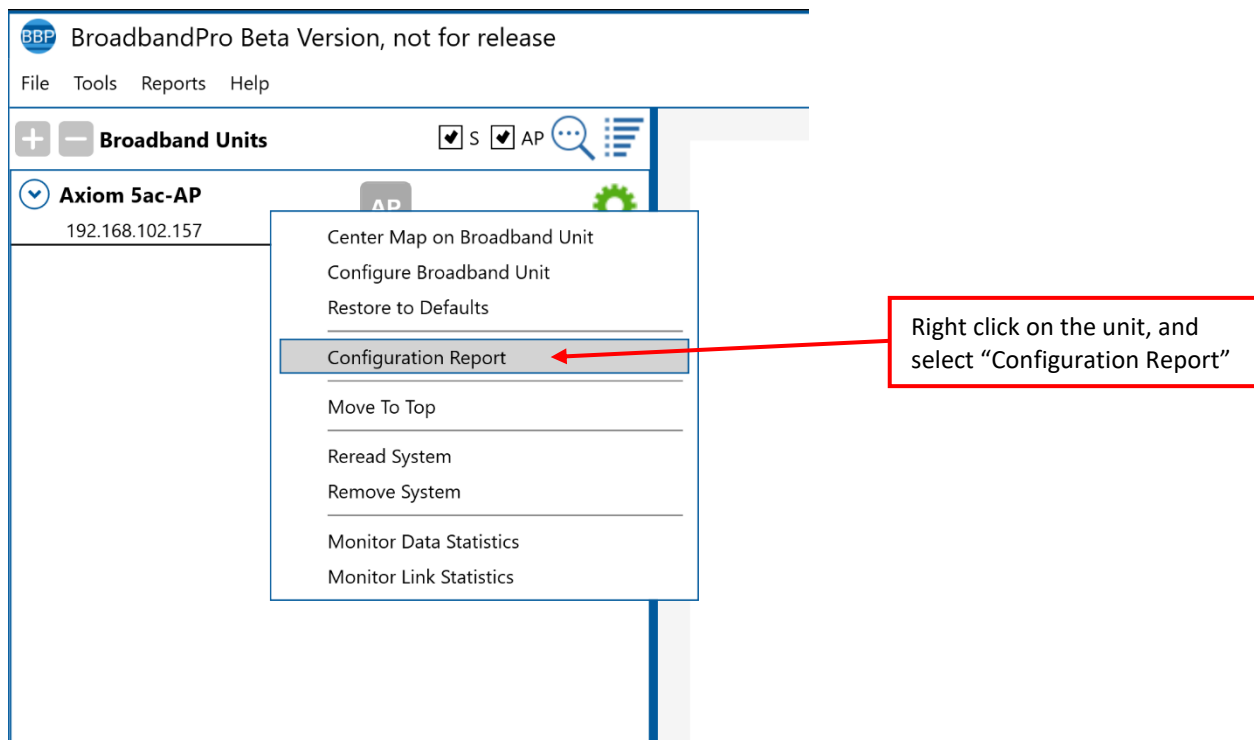 BBP BroadbandPro Beta Version, not for release
File Tools Reports Help
Broadband Units S AP
Axiom 5ac-AP AP
192.168.102.157
Center Map on Broadband Unit
Configure Broadband Unit
Restore to Defaults
Configuration Report
Move To Top
Reread System
Remove System
Monitor Data Statistics
Monitor Link Statistics
Right click on the unit, and
select “Configuration Report”